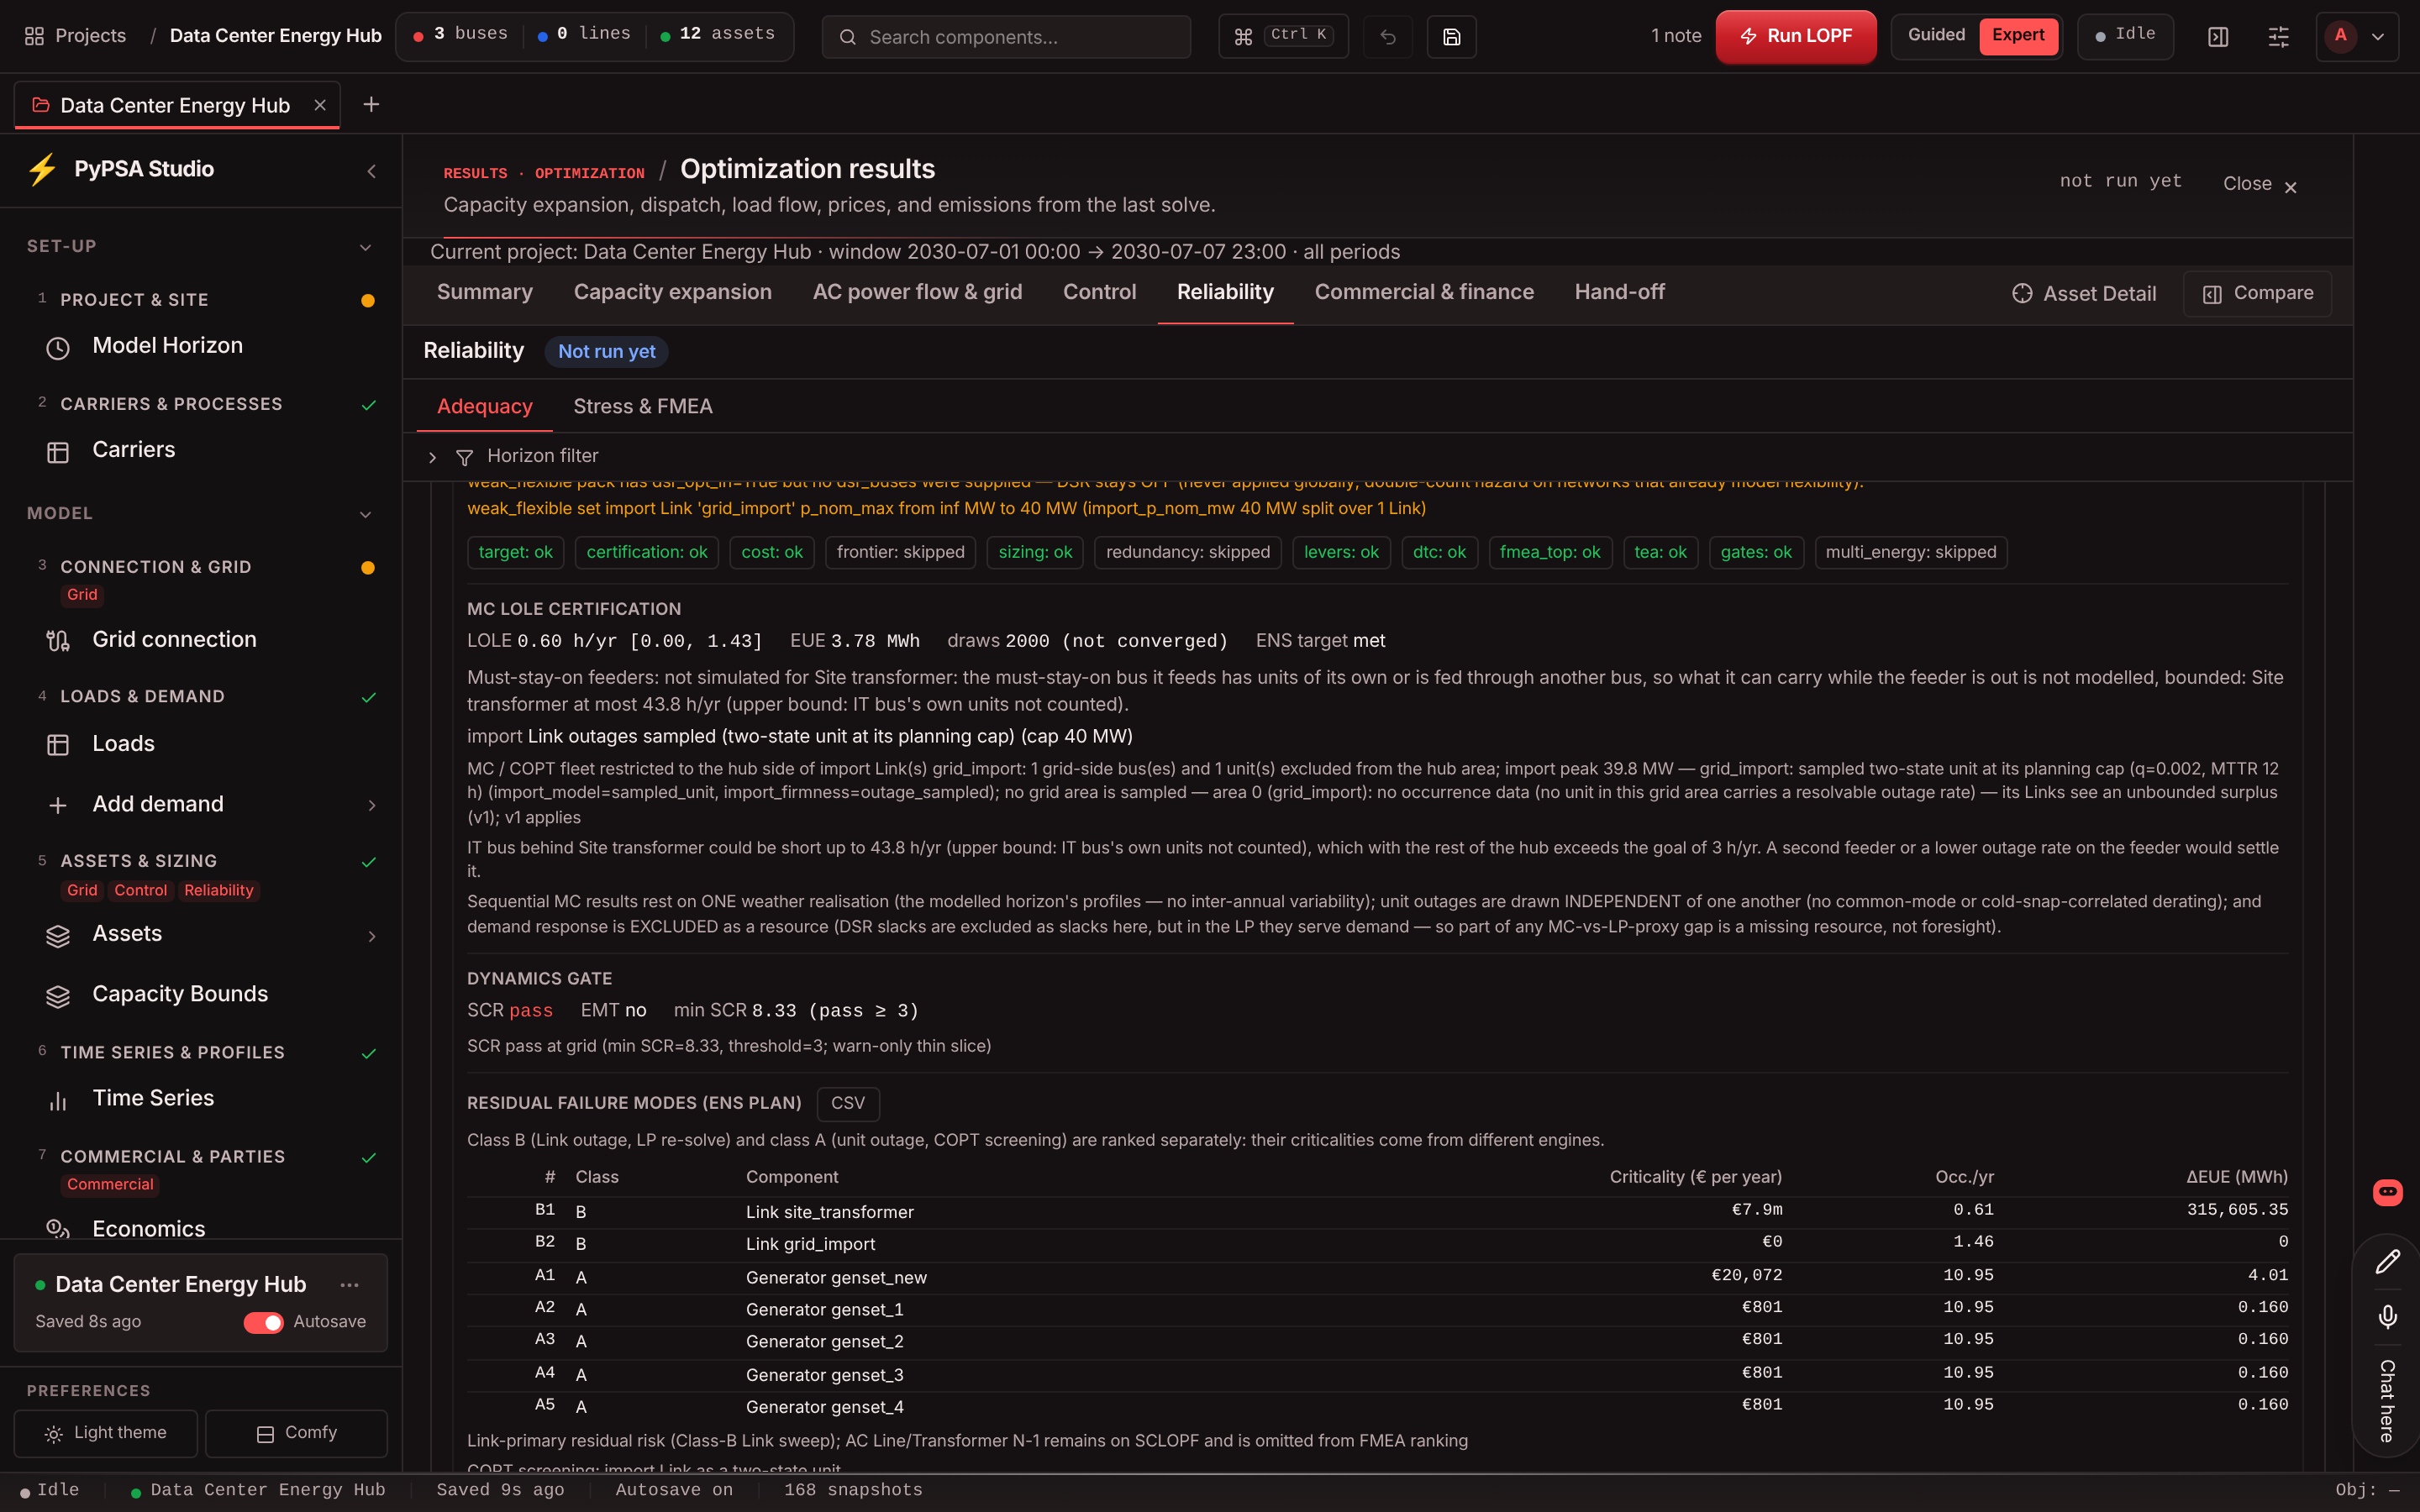 Projects / Data Center Energy Hub
3 buses 0 lines 12 assets
Search components...
Ctrl K
1 note
Run LOPF
Guided Expert
Idle
A
Data Center Energy Hub
PyPSA Studio
SET-UP
1 PROJECT & SITE
Model Horizon
2 CARRIERS & PROCESSES
Carriers
MODEL
3 CONNECTION & GRID
Grid
Grid connection
4 LOADS & DEMAND
Loads
Add demand
5 ASSETS & SIZING
Grid Control Reliability
Assets
Capacity Bounds
6 TIME SERIES & PROFILES
Time Series
7 COMMERCIAL & PARTIES
Commercial
Economics
Data Center Energy Hub ···
Saved 8s ago Autosave
PREFERENCES
Light theme Comfy
RESULTS · OPTIMIZATION / Optimization results
Capacity expansion, dispatch, load flow, prices, and emissions from the last solve.
not run yet Close
Current project: Data Center Energy Hub · window 2030-07-01 00:00 → 2030-07-07 23:00 · all periods
Summary Capacity expansion AC power flow & grid Control Reliability Commercial & finance Hand-off Asset Detail Compare
Reliability Not run yet
Adequacy Stress & FMEA
Horizon filter
weak_flexible pack has dsr_opt_in=True but no dsr_buses were supplied — DSR stays OFF (never applied globally; double-count hazard on networks that already model flexibility).
weak_flexible set import Link 'grid_import' p_nom_max from inf MW to 40 MW (import_p_nom_mw 40 MW split over 1 Link)
target: ok certification: ok cost: ok frontier: skipped sizing: ok redundancy: skipped levers: ok dtc: ok fmea_top: ok tea: ok gates: ok multi_energy: skipped
MC LOLE CERTIFICATION
LOLE 0.60 h/yr [0.00, 1.43] EUE 3.78 MWh draws 2000 (not converged) ENS target met
Must-stay-on feeders: not simulated for Site transformer: the must-stay-on bus it feeds has units of its own or is fed through another bus, so what it can carry while the feeder is out is not modelled, bounded: Site
transformer at most 43.8 h/yr (upper bound: IT bus's own units not counted).
import Link outages sampled (two-state unit at its planning cap) (cap 40 MW)
MC / COPT fleet restricted to the hub side of import Link(s) grid_import: 1 grid-side bus(es) and 1 unit(s) excluded from the hub area; import peak 39.8 MW — grid_import: sampled two-state unit at its planning cap (q=0.002, MTTR 12
h) (import_model=sampled_unit, import_firmness=outage_sampled); no grid area is sampled — area 0 (grid_import): no occurrence data (no unit in this grid area carries a resolvable outage rate) — its Links see an unbounded surplus
(v1); v1 applies
IT bus behind Site transformer could be short up to 43.8 h/yr (upper bound: IT bus's own units not counted), which with the rest of the hub exceeds the goal of 3 h/yr. A second feeder or a lower outage rate on the feeder would settle
it.
Sequential MC results rest on ONE weather realisation (the modelled horizon's profiles — no inter-annual variability); unit outages are drawn INDEPENDENT of one another (no common-mode or cold-snap-correlated derating); and
demand response is EXCLUDED as a resource (DSR slacks are excluded as slacks here, but in the LP they serve demand — so part of any MC-vs-LP-proxy gap is a missing resource, not foresight).
DYNAMICS GATE
SCR pass EMT no min SCR 8.33 (pass ≥ 3)
SCR pass at grid (min SCR=8.33, threshold=3; warn-only thin slice)
RESIDUAL FAILURE MODES (ENS PLAN) CSV
Class B (Link outage, LP re-solve) and class A (unit outage, COPT screening) are ranked separately: their criticalities come from different engines.
# Class Component Criticality (€ per year) Occ./yr ΔEUE (MWh)
B1 B Link site_transformer €7.9m 0.61 315,605.35
B2 B Link grid_import €0 1.46 0
A1 A Generator genset_new €20,072 10.95 4.01
A2 A Generator genset_1 €801 10.95 0.160
A3 A Generator genset_2 €801 10.95 0.160
A4 A Generator genset_3 €801 10.95 0.160
A5 A Generator genset_4 €801 10.95 0.160
Link-primary residual risk (Class-B Link sweep); AC Line/Transformer N-1 remains on SCLOPF and is omitted from FMEA ranking
COPT screening: import Link as a two-state unit
Chat here
Idle Data Center Energy Hub Saved 9s ago Autosave on 168 snapshots Obj: —